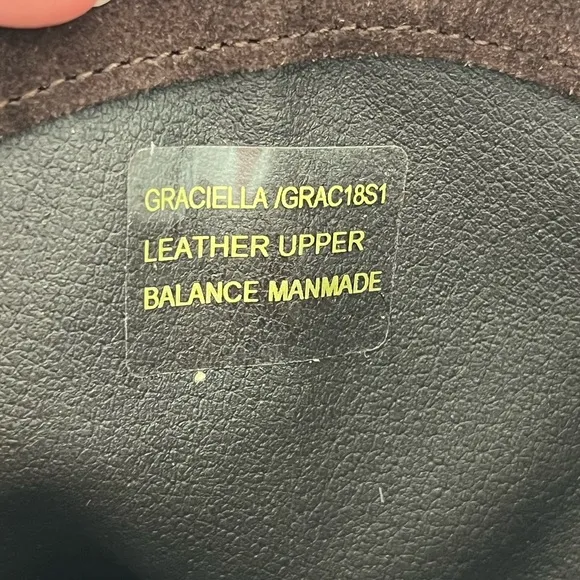 GRACIELLA /GRAC18S1
LEATHER UPPER
BALANCE MANMADE